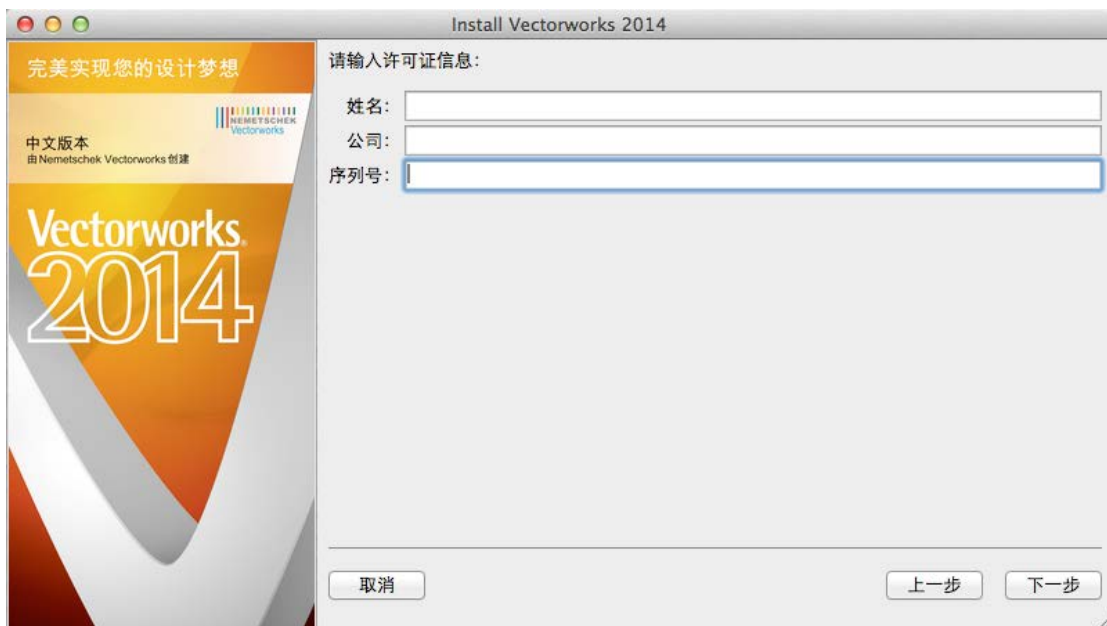 Install Vectorworks 2014
完美实现您的设计梦想
NEMETSCHEK
Vectorworks
中文版本
由Nemetschek Vectorworks创建
Vectorworks®
2014
请输入许可证信息:
姓名:
公司:
序列号:
取消
上一步
下一步